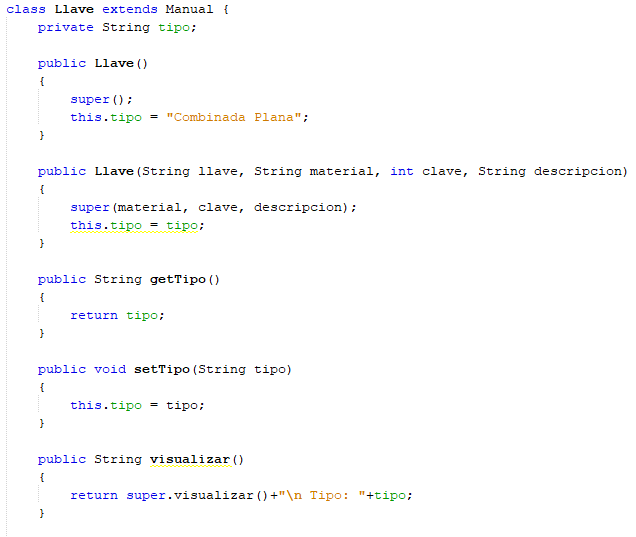 class Llave extends Manual {
    private String tipo;

    public Llave()
    {
        super();
        this.tipo = "Combinada Plana";
    }

    public Llave(String llave, String material, int clave, String descripcion)
    {
        super(material, clave, descripcion);
        this.tipo = tipo;
    }

    public String getTipo()
    {
        return tipo;
    }

    public void setTipo(String tipo)
    {
        this.tipo = tipo;
    }

    public String visualizar()
    {
        return super.visualizar()+"\n Tipo: "+tipo;
    }